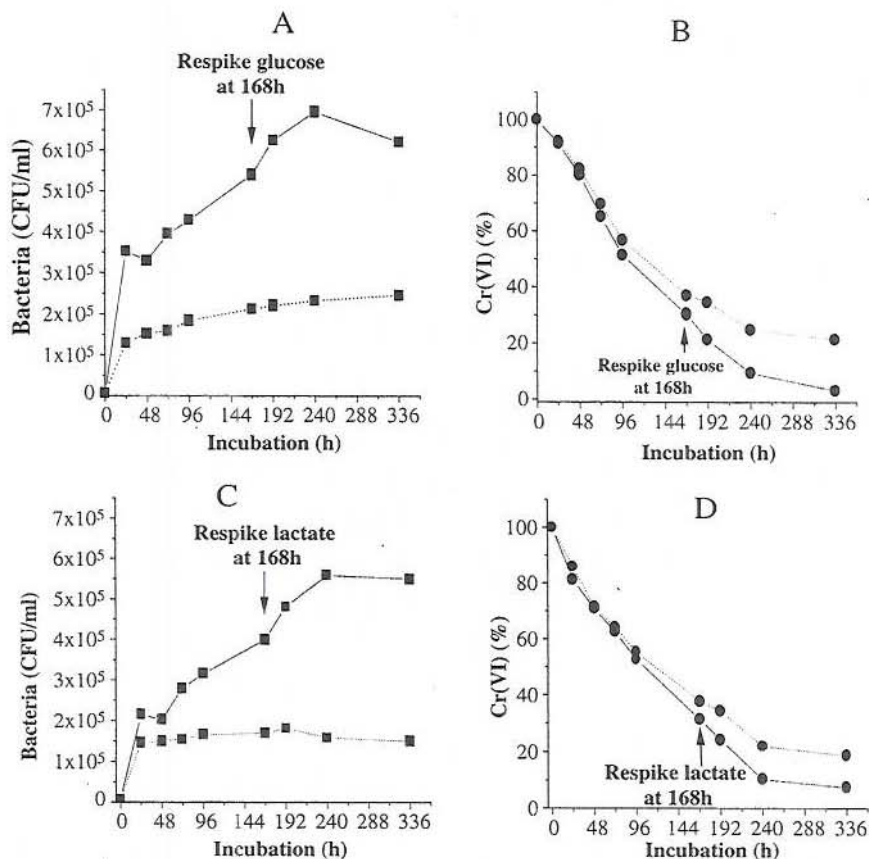 A
Respike glucose
at 168h
7x10⁵
6x10⁵
5x10⁵
4x10⁵
3x10⁵
2x10⁵
1x10⁵
0
Bacteria (CFU/ml)
0 48 96 144 192 240 288 336
Incubation (h)
B
100
80
60
40
20
0
Cr(VI) (%)
Respike glucose
at 168h
0 48 96 144 192 240 288 336
Incubation (h)
C
Respike lactate
at 168h
7x10⁵
6x10⁵
5x10⁵
4x10⁵
3x10⁵
2x10⁵
1x10⁵
0
Bacteria (CFU/ml)
0 48 96 144 192 240 288 336
Incubation (h)
D
100
80
60
40
20
0
Cr(VI) (%)
Respike lactate
at 168h
0 48 96 144 192 240 288 336
Incubation (h)